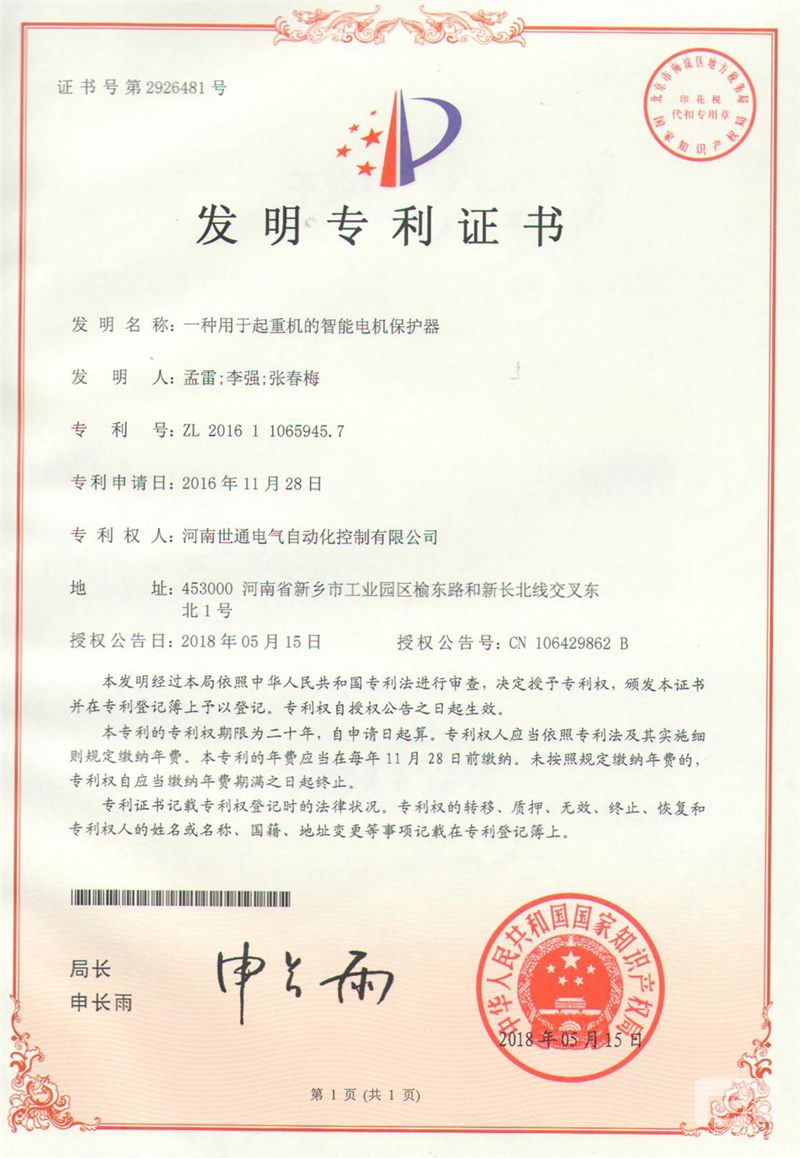 证书号第2926481号
北京市海淀区地方税务局
印花税
代扣专用章
国家知识产权局
发明专利证书
发明名称：一种用于起重机的智能电机保护器
发明人：孟雷;李强;张春梅
专利号：ZL 2016 1 1065945.7
专利申请日：2016年11月28日
专利权人：河南世通电气自动化控制有限公司
地址：453000 河南省新乡市工业园区榆东路和新长北线交叉东
北1号
授权公告日：2018年05月15日 授权公告号：CN 106429862 B
本发明经过本局依照中华人民共和国专利法进行审查，决定授予专利权，颁发本证书
并在专利登记簿上予以登记。专利权自授权公告之日起生效。
本专利的专利权期限为二十年，自申请日起算。专利权人应当依照专利法及其实施细
则规定缴纳年费。本专利的年费应当在每年11月28日前缴纳。未按照规定缴纳年费的，
专利权自应当缴纳年费期满之日起终止。
专利证书记载专利权登记时的法律状况。专利权的转移、质押、无效、终止、恢复和
专利权人的姓名或名称、国籍、地址变更等事项记载在专利登记簿上。
局长
申长雨
申长雨
中华人民共和国国家知识产权局
2018年05月15日
第1页(共1页)